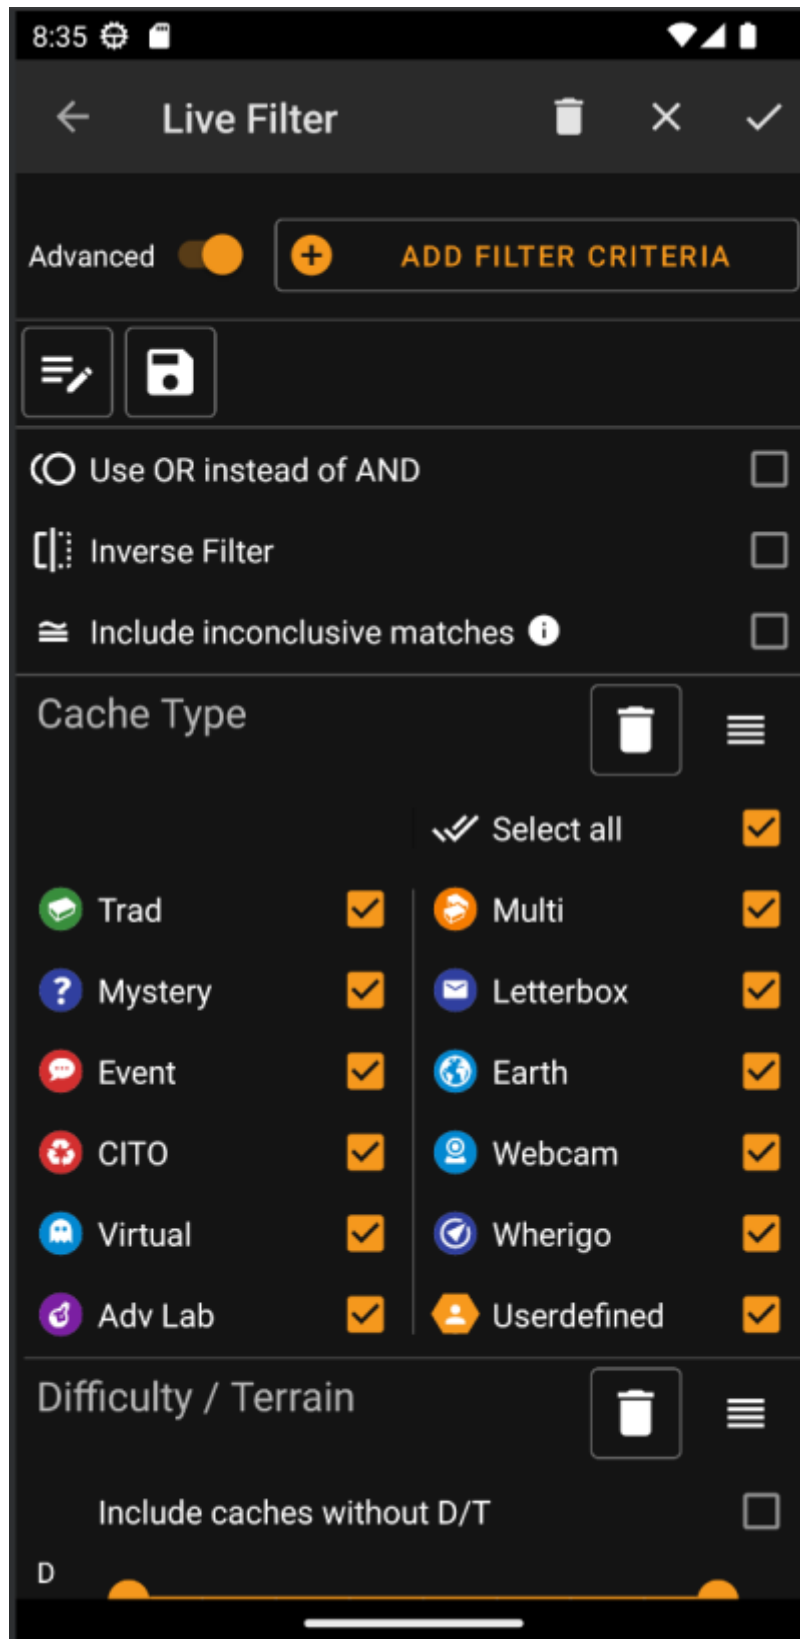 8:35
Live Filter
Advanced
ADD FILTER CRITERIA
Use OR instead of AND
Inverse Filter
Include inconclusive matches
Cache Type
Select all
Trad
Multi
Mystery
Letterbox
Event
Earth
CITO
Webcam
Virtual
Wherigo
Adv Lab
Userdefined
Difficulty / Terrain
Include caches without D/T
D